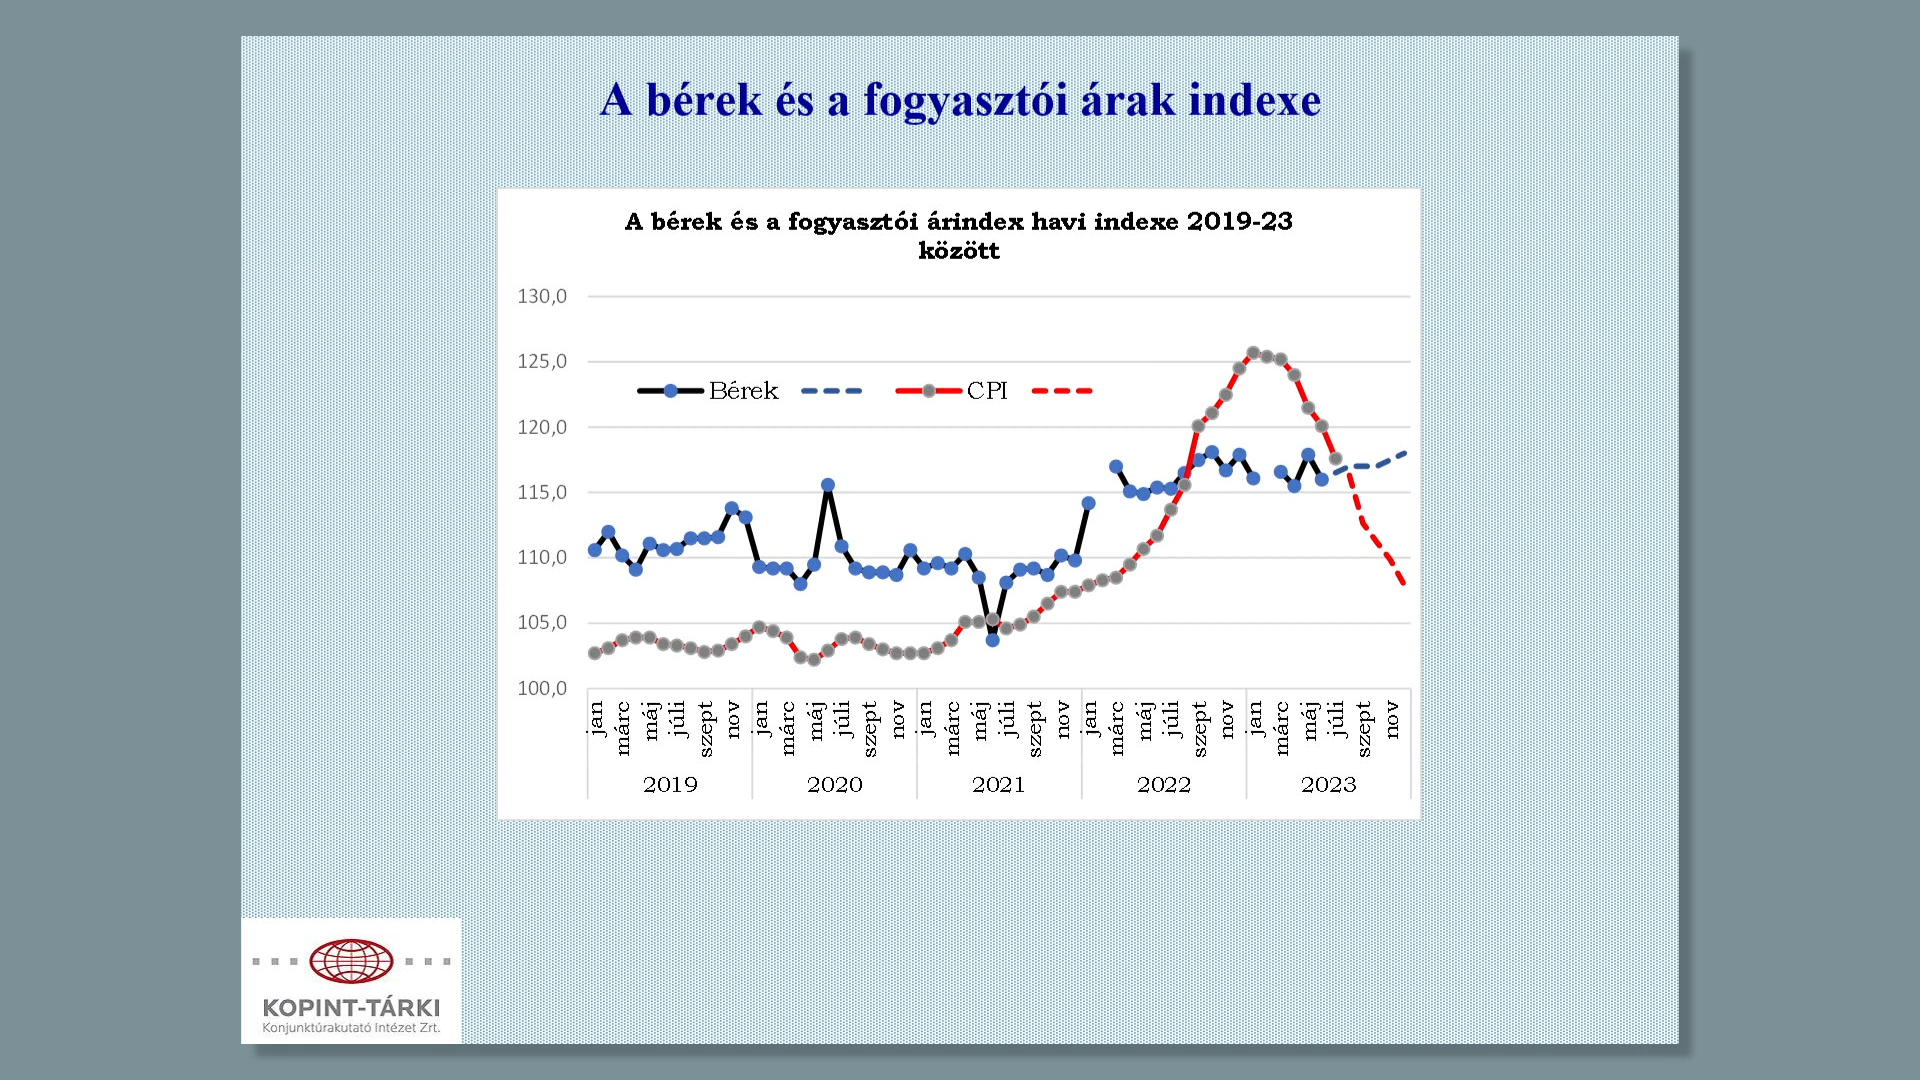 A bérek és a fogyasztói árak indexe
A bérek és a fogyasztói árindex havi indexe 2019-23
között
130,0
125,0
Bérek CPI
120,0
115,0
110,0
105,0
100,0
jan márc máj júli szept nov jan márc máj júli szept nov jan márc máj júli szept nov jan márc máj júli szept nov jan márc máj júli szept nov
2019 2020 2021 2022 2023
KOPINT-TÁRKI
Konjunktúrakutató Intézet Zrt.